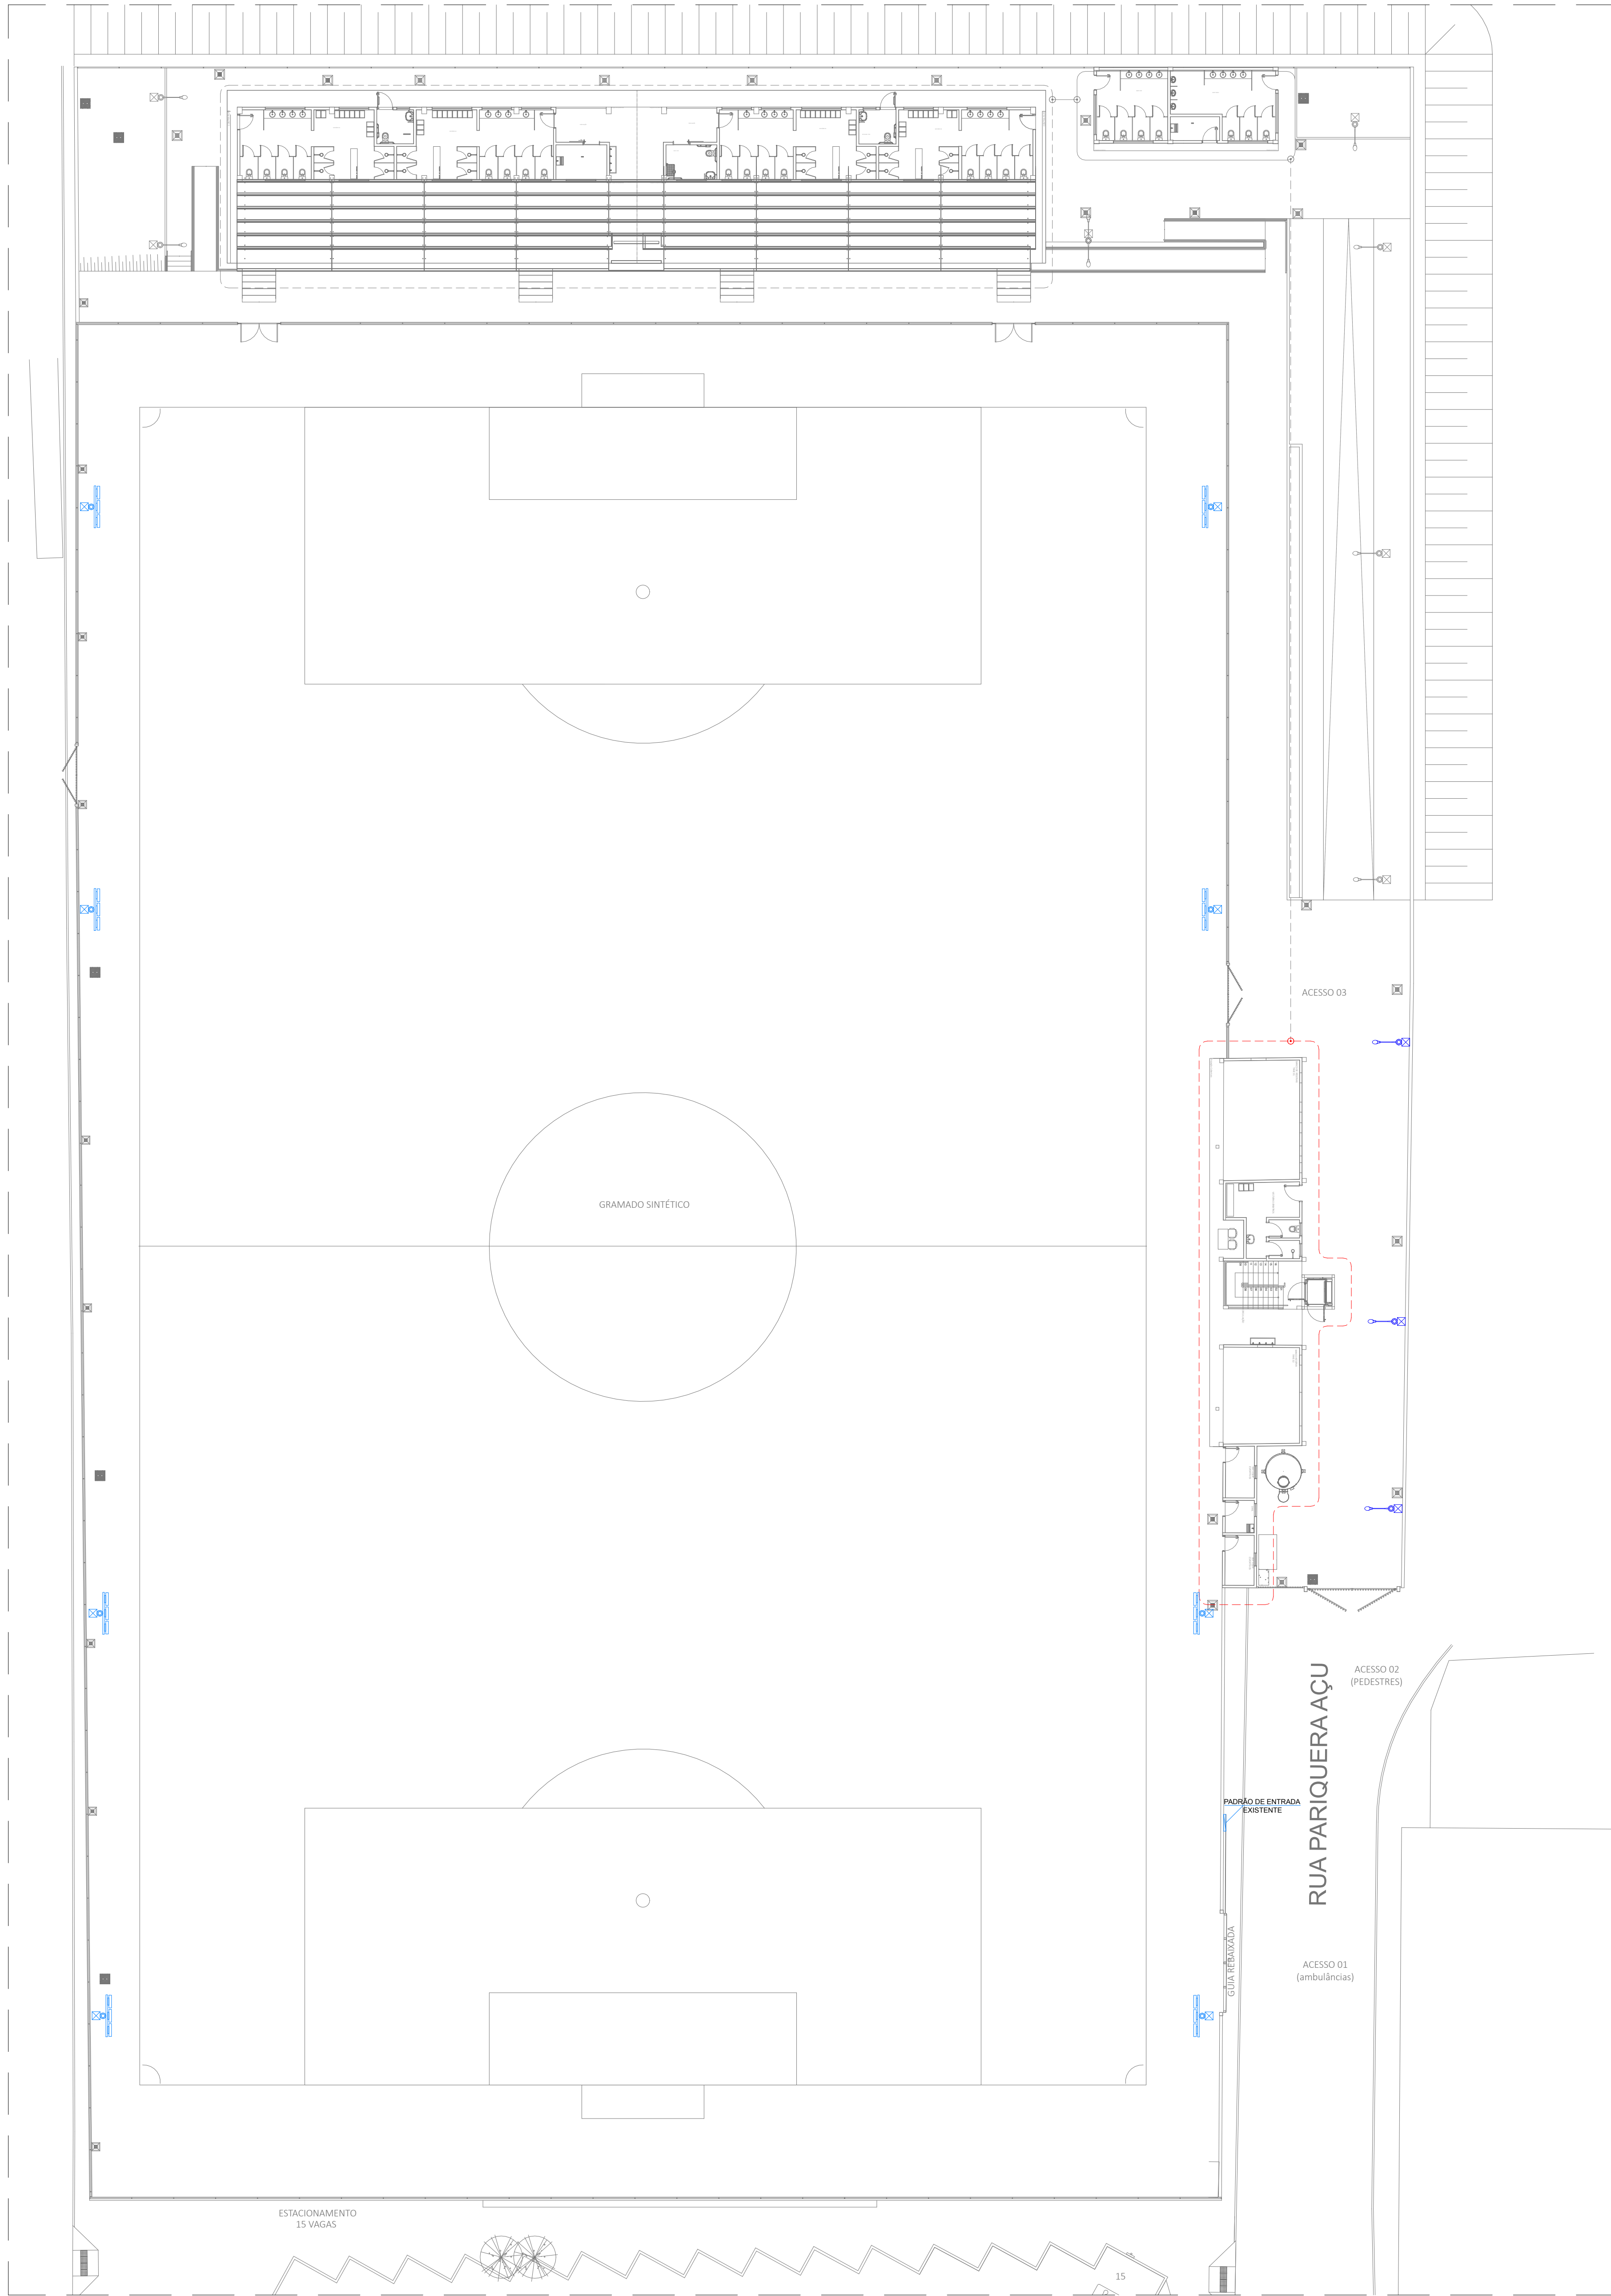 ACESSO 03
GRAMADO SINTÉTICO
ACESSO 02
(PEDESTRES)
RUA PARIQUERA AÇU
PADRÃO DE ENTRADA
EXISTENTE
GUIA REBAIXADA
ACESSO 01
(ambulâncias)
ESTACIONAMENTO
15 VAGAS
15